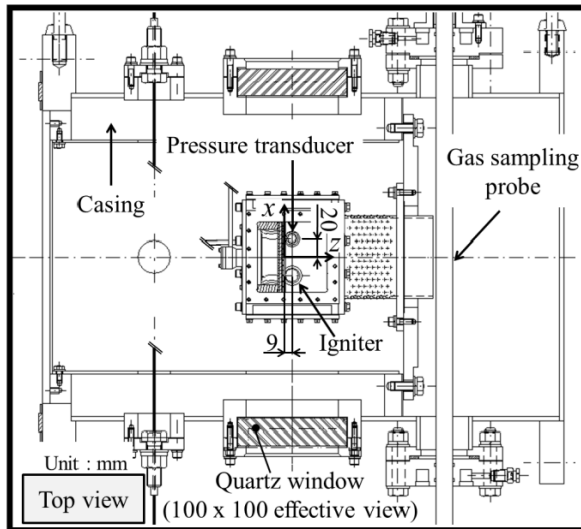 Pressure transducer
Casing
Gas sampling
probe
x
20
z
9
Igniter
Unit : mm
Top view
Quartz window
(100 x 100 effective view)